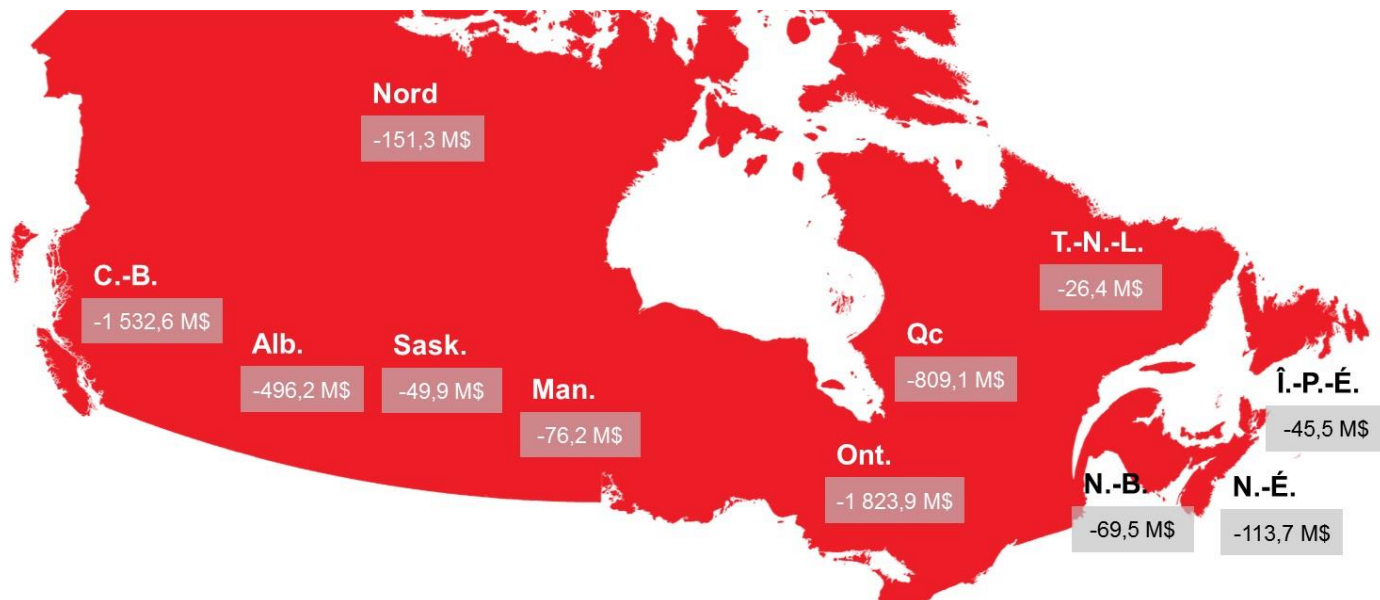 Nord
-151,3 M$
T.-N.-L.
-26,4 M$
C.-B.
-1 532,6 M$
Alb.
-496,2 M$
Sask.
-49,9 M$
Man.
-76,2 M$
Qc
-809,1 M$
Î.-P.-É.
-45,5 M$
Ont.
-1 823,9 M$
N.-B.
-69,5 M$
N.-É.
-113,7 M$